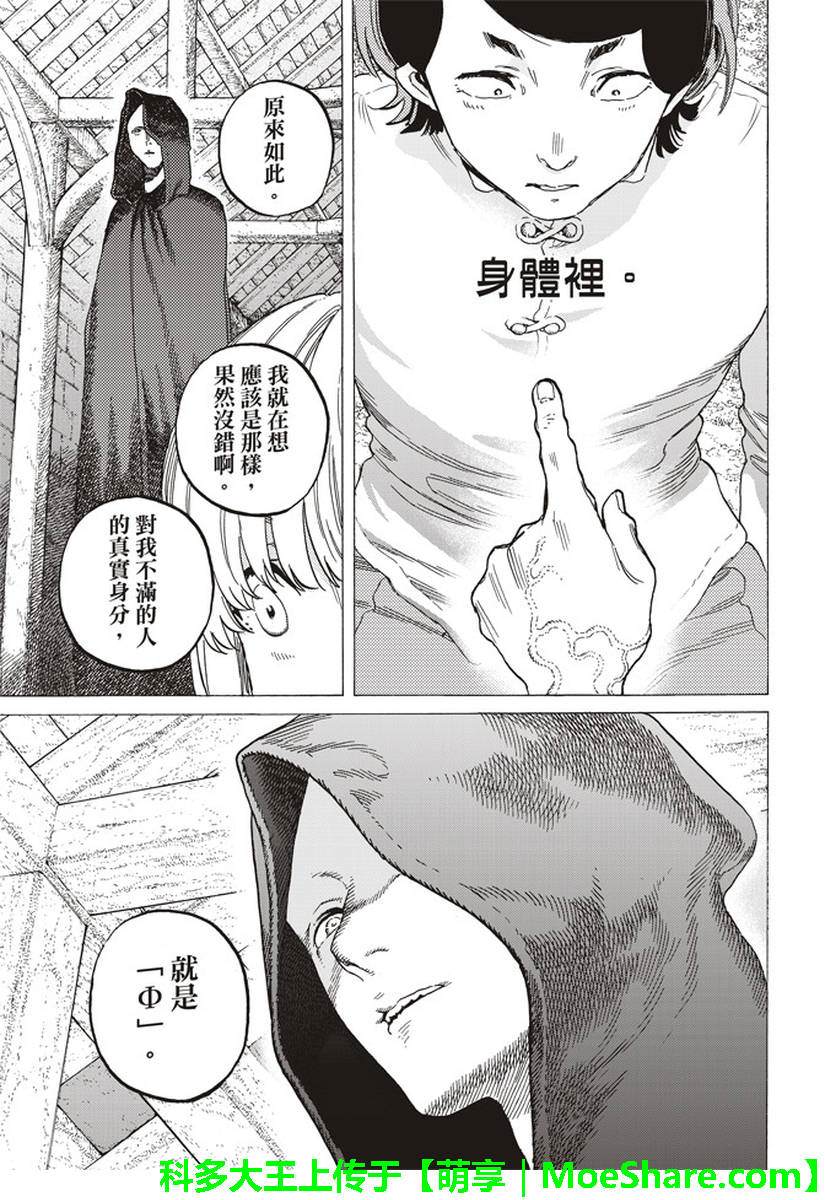 身體裡。
原來如此。
我就在想
應該是那樣，
果然沒錯啊。
對我不滿的人
的真實身分，
就是
「Φ」。
科多大王上传于【萌享 | MoeShare.com】